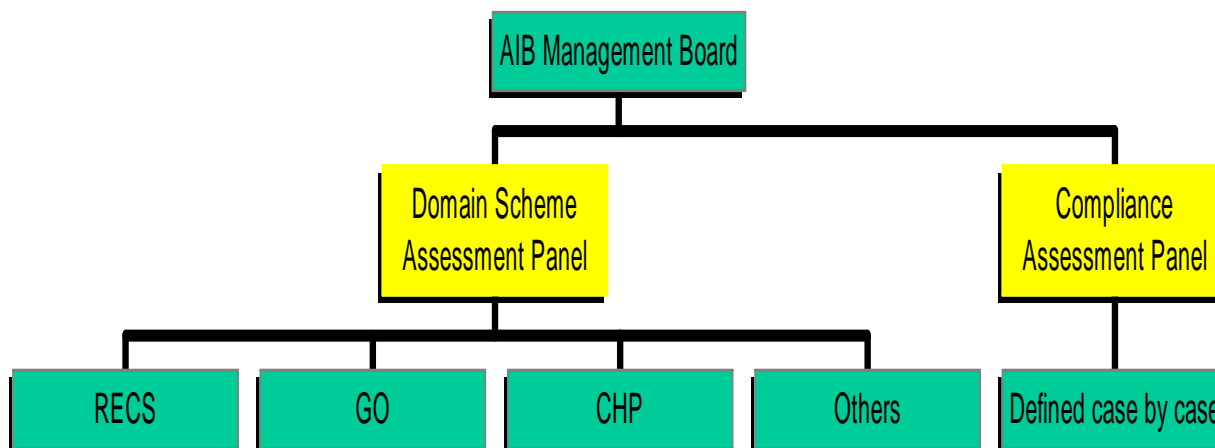 AIB Management Board
Domain Scheme
Assessment Panel
Compliance
Assessment Panel
RECS
GO
CHP
Others
Defined case by case